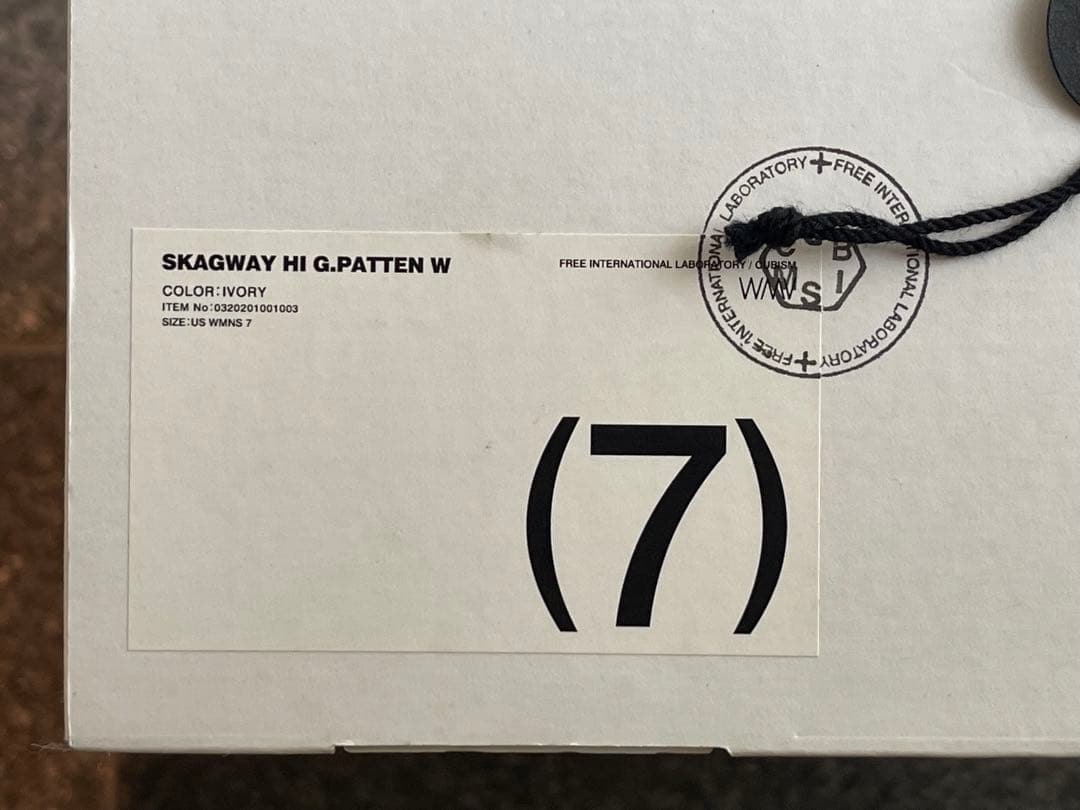 SKAGWAY HI G.PATTEN W
COLOR:IVORY
ITEM No:0320201001003
SIZE:US WMNS 7
FREE INTERNATIONAL LABORATORY / CUBISM
(7)
LABORATORY + FREE INTERNATIONAL LABORATORY + FREE INTERNATIONAL